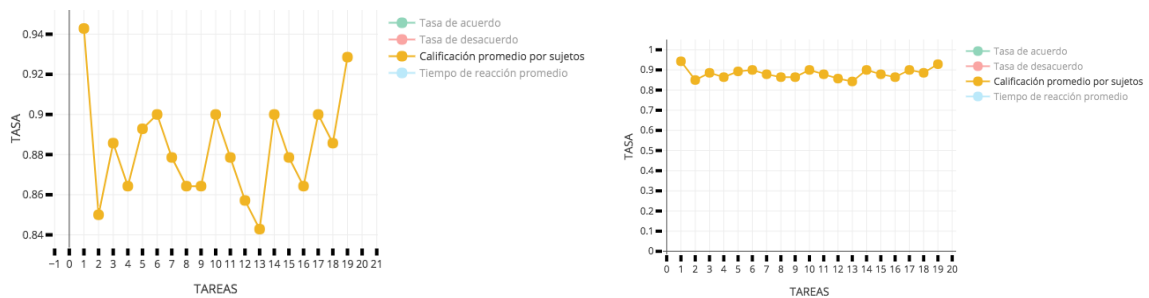 0.94
0.92
0.9
0.88
0.86
0.84
TASA
−1 0 1 2 3 4 5 6 7 8 9 10 11 12 13 14 15 16 17 18 19 20 21
TAREAS
Tasa de acuerdo
Tasa de desacuerdo
Calificación promedio por sujetos
Tiempo de reacción promedio
1
0.9
0.8
0.7
0.6
0.5
0.4
0.3
0.2
0.1
0
TASA
0 1 2 3 4 5 6 7 8 9 10 11 12 13 14 15 16 17 18 19 20
TAREAS
Tasa de acuerdo
Tasa de desacuerdo
Calificación promedio por sujetos
Tiempo de reacción promedio